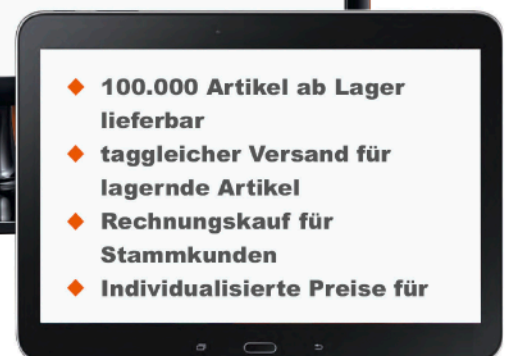 100.000 Artikel ab Lager
lieferbar
taggleicher Versand für
lagernde Artikel
Rechnungskauf für
Stammkunden
Individualisierte Preise für